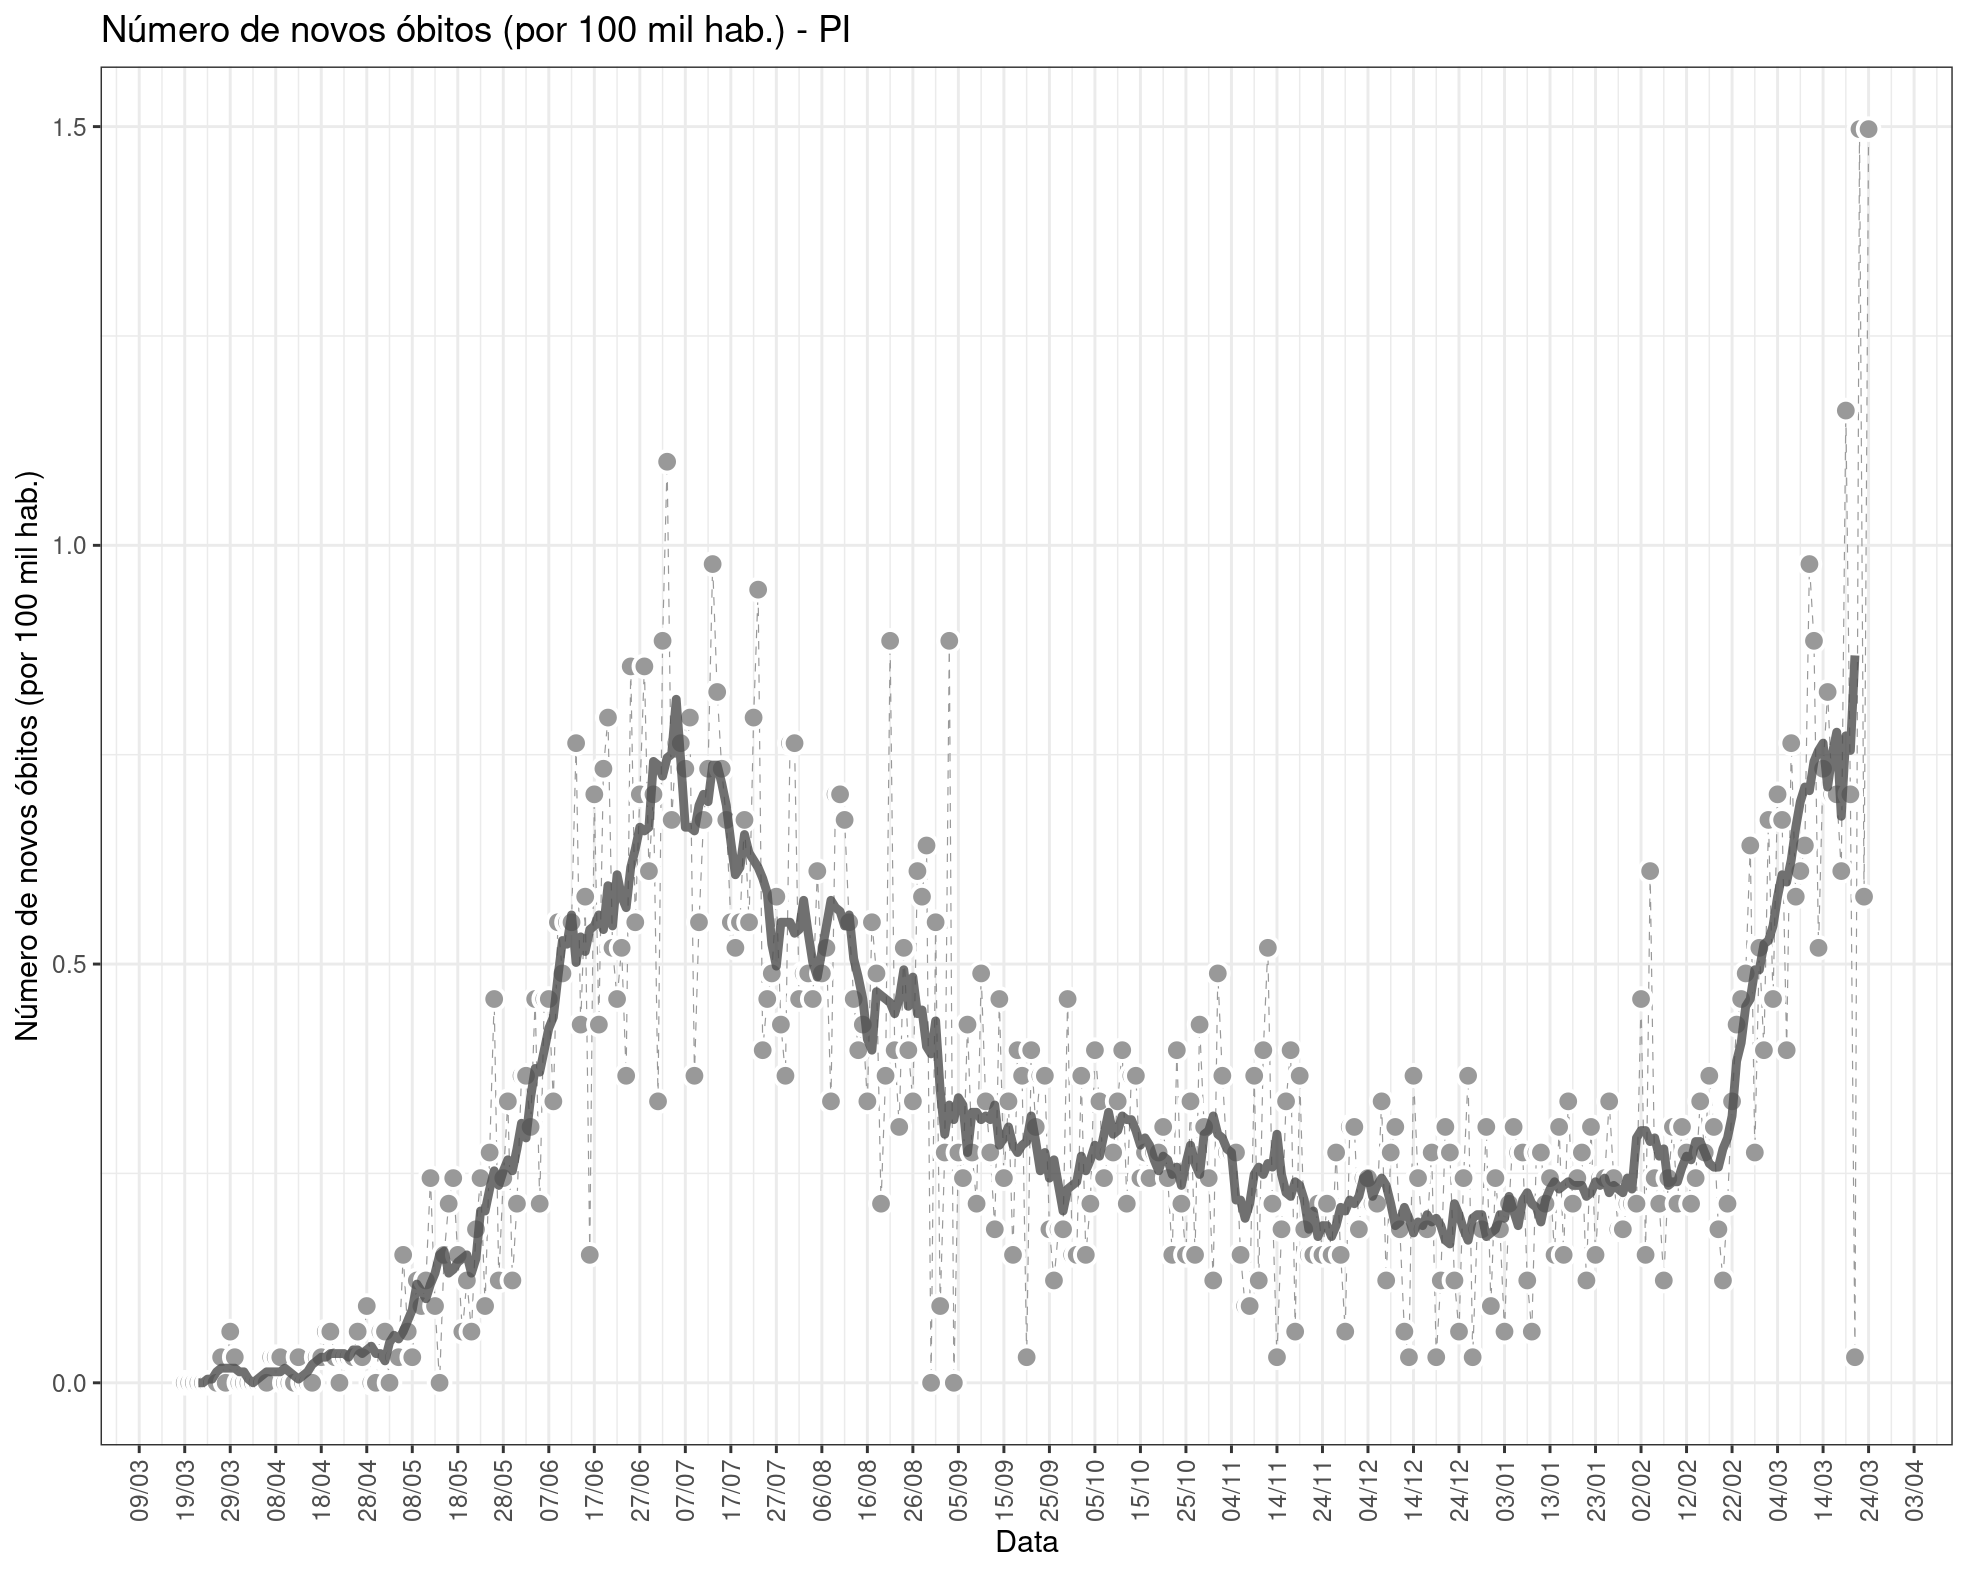 Número de novos óbitos (por 100 mil hab.) - PI
Número de novos óbitos (por 100 mil hab.)
1.5
1.0
0.5
0.0
09/03 19/03 29/03 08/04 18/04 28/04 08/05 18/05 28/05 07/06 17/06 27/06 07/07 17/07 27/07 06/08 16/08 26/08 05/09 15/09 25/09 05/10 15/10 25/10 04/11 14/11 24/11 04/12 14/12 24/12 03/01 13/01 23/01 02/02 12/02 22/02 04/03 14/03 24/03 03/04
Data